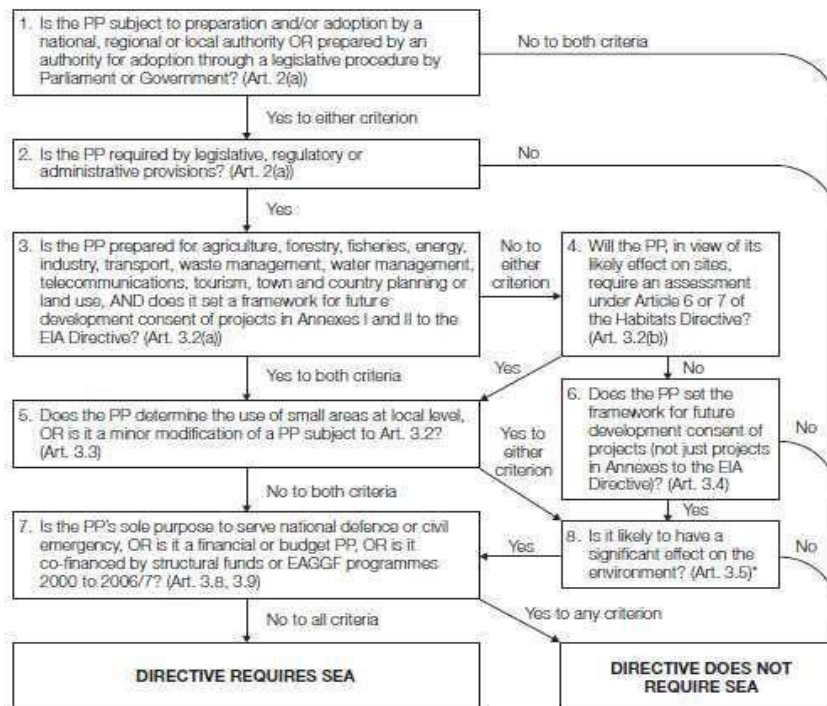 1. Is the PP subject to preparation and/or adoption by a
national, regional or local authority OR prepared by an
authority for adoption through a legislative procedure by
Parliament or Government? (Art. 2(a))
No to both criteria
Yes to either criterion
2. Is the PP required by legislative, regulatory or
administrative provisions? (Art. 2(a))
No
Yes
3. Is the PP prepared for agriculture, forestry, fisheries, energy,
industry, transport, waste management, water management,
telecommunications, tourism, town and country planning or
land use, AND does it set a framework for future
development consent of projects in Annexes I and II to the
EIA Directive? (Art. 3.2(a))
No to
either
criterion
4. Will the PP, in view of its
likely effect on sites,
require an assessment
under Article 6 or 7 of
the Habitats Directive?
(Art. 3.2(b))
Yes to both criteria
Yes
No
5. Does the PP determine the use of small areas at local level,
OR is it a minor modification of a PP subject to Art. 3.2?
(Art. 3.3)
Yes to
either
criterion
6. Does the PP set the
framework for future
development consent of
projects (not just projects
in Annexes to the EIA
Directive)? (Art. 3.4)
No
No to both criteria
Yes
7. Is the PP's sole purpose to serve national defence or civil
emergency, OR is it a financial or budget PP, OR is it
co-financed by structural funds or EAGGF programmes
2000 to 2006/7? (Art. 3.8, 3.9)
Yes
8. Is it likely to have a
significant effect on the
environment? (Art. 3.5)*
No
No to all criteria
Yes to any criterion
DIRECTIVE REQUIRES SEA
DIRECTIVE DOES NOT
REQUIRE SEA